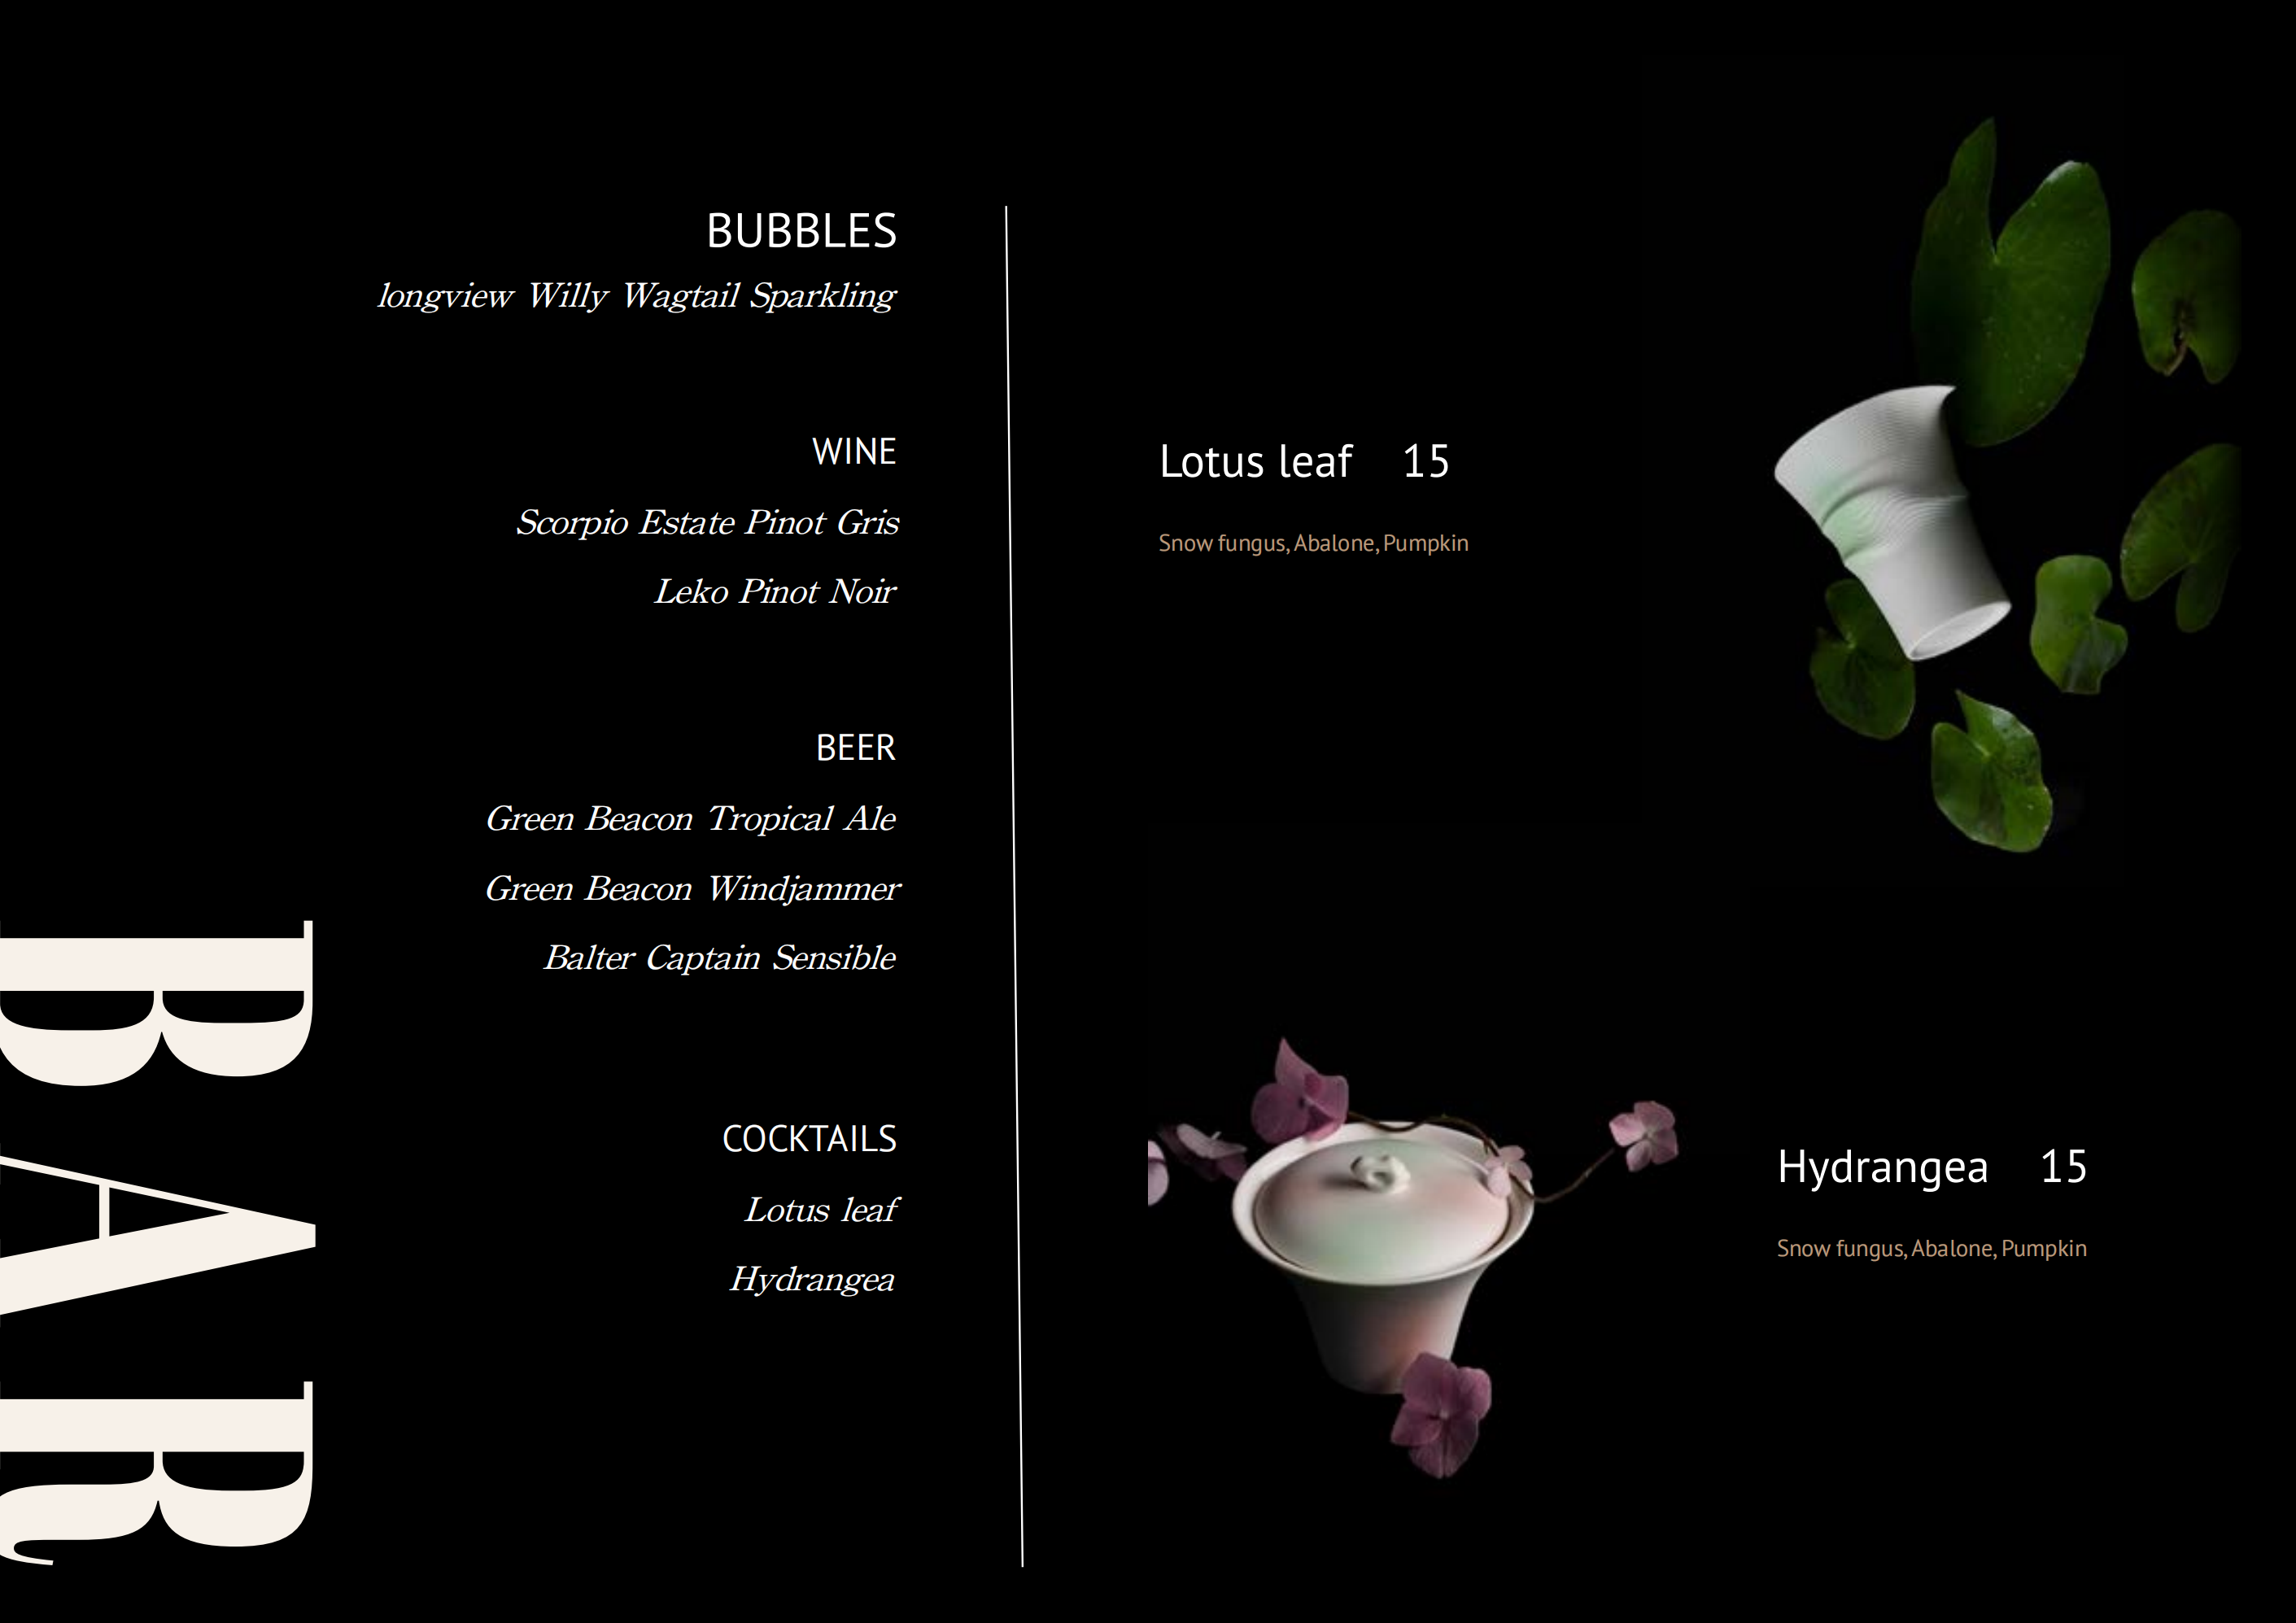 BAR
BUBBLES
longview Willy Wagtail Sparkling
WINE
Scorpio Estate Pinot Gris
Leko Pinot Noir
BEER
Green Beacon Tropical Ale
Green Beacon Windjammer
Balter Captain Sensible
COCKTAILS
Lotus leaf
Hydrangea
Lotus leaf 15
Snow fungus, Abalone, Pumpkin
Hydrangea 15
Snow fungus, Abalone, Pumpkin